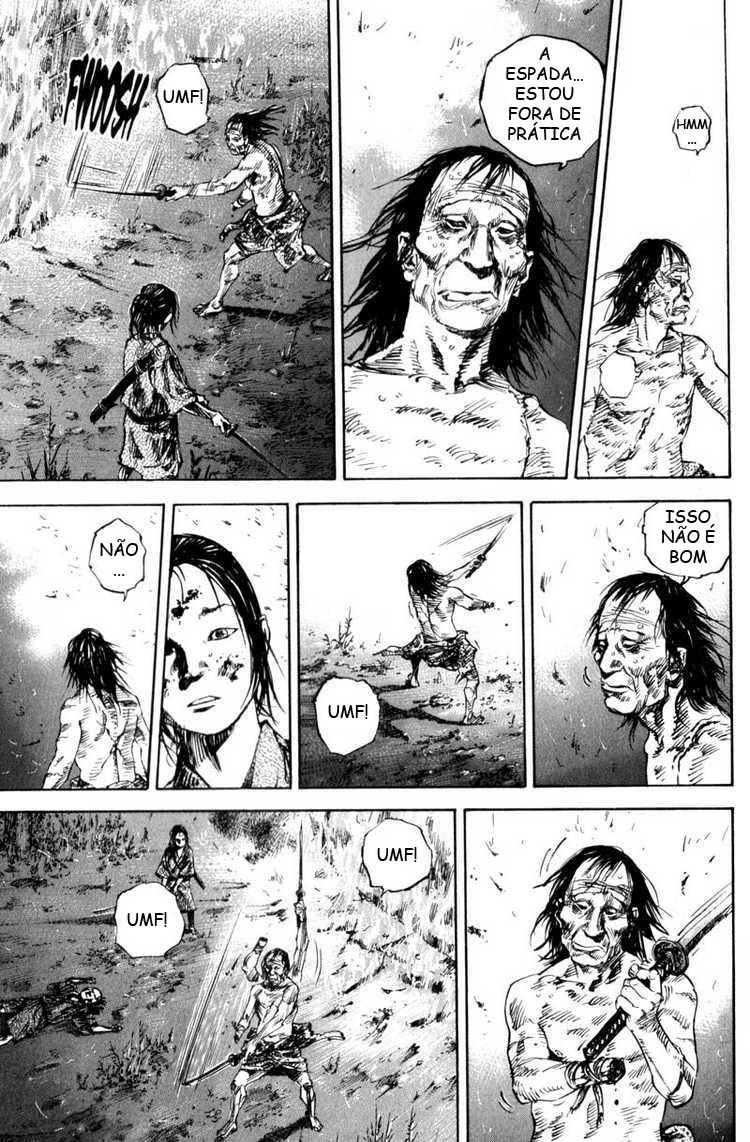 HMM
...
A
ESPADA...
ESTOU
FORA DE
PRÁTICA
UMF!
FWOOSH
ISSO
NÃO É
BOM
UMF!
NÃO
...
UMF!
UMF!